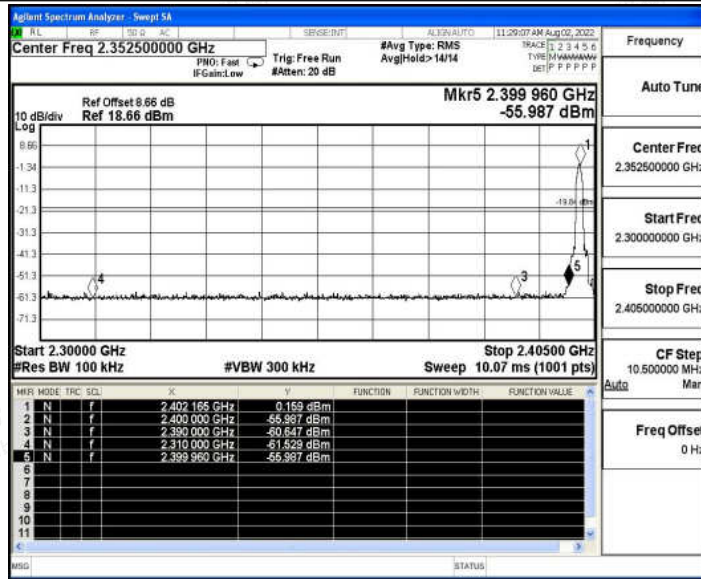 Agilent Spectrum Analyzer - Swept SA
RL RF 50 Ω AC SENSE:INT ALIGN AUTO 11:29:07 AM Aug 02, 2022
Center Freq 2.352500000 GHz
PNO: Fast
IFGain:Low
Trig: Free Run
#Atten: 20 dB
#Avg Type: RMS
Avg|Hold:> 14/14
TRACE 1 2 3 4 5 6
TYPE M
DET P P P P P P
Ref Offset 8.66 dB
10 dB/div Ref 18.66 dBm
Log
Mkr5 2.399 960 GHz
-55.987 dBm
8.66
-1.34
-11.3
-21.3
-31.3
-41.3
-51.3
-61.3
-71.3
1
4
3
5
Start 2.30000 GHz Stop 2.40500 GHz
#Res BW 100 kHz #VBW 300 kHz Sweep 10.07 ms (1001 pts)
MKR MODE TRC SCL X Y FUNCTION FUNCTION WIDTH FUNCTION VALUE
1 N f 2.402 165 GHz 0.159 dBm
2 N f 2.400 000 GHz -55.987 dBm
3 N f 2.390 000 GHz -60.647 dBm
4 N f 2.310 000 GHz -61.529 dBm
5 N f 2.399 960 GHz -55.987 dBm
6
7
8
9
10
11
MSG STATUS
Frequency
Auto Tune
Center Freq
2.352500000 GHz
Start Freq
2.300000000 GHz
Stop Freq
2.405000000 GHz
CF Step
10.500000 MHz
Auto Man
Freq Offset
0 Hz